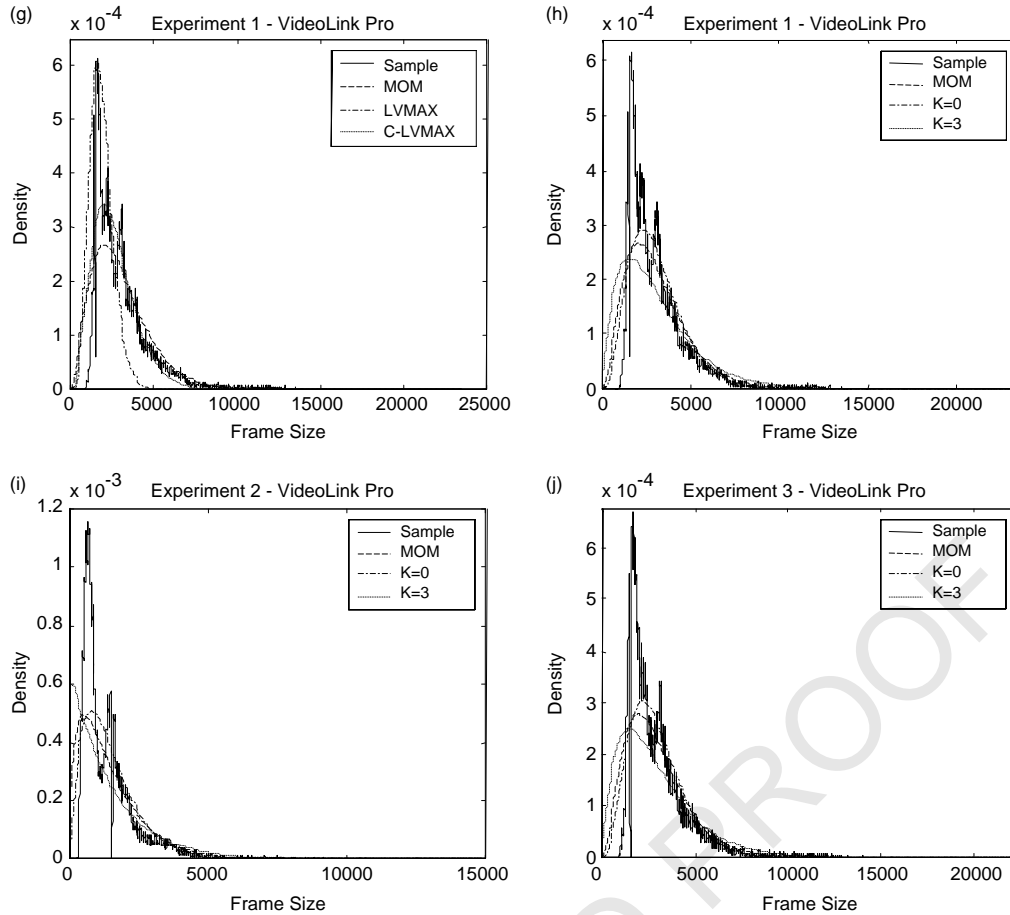 (g)
x 10^-4
Experiment 1 - VideoLink Pro
6
5
4
3
2
1
0
Density
0 5000 10000 15000 20000 25000
Frame Size
Sample
MOM
LVMAX
C-LVMAX
(h)
x 10^-4
Experiment 1 - VideoLink Pro
6
5
4
3
2
1
0
Density
0 5000 10000 15000 20000
Frame Size
Sample
MOM
K=0
K=3
(i)
x 10^-3
Experiment 2 - VideoLink Pro
1.2
1
0.8
0.6
0.4
0.2
0
Density
0 5000 10000 15000
Frame Size
Sample
MOM
K=0
K=3
(j)
x 10^-4
Experiment 3 - VideoLink Pro
6
5
4
3
2
1
0
Density
0 5000 10000 15000 20000
Frame Size
Sample
MOM
K=0
K=3
PROOF